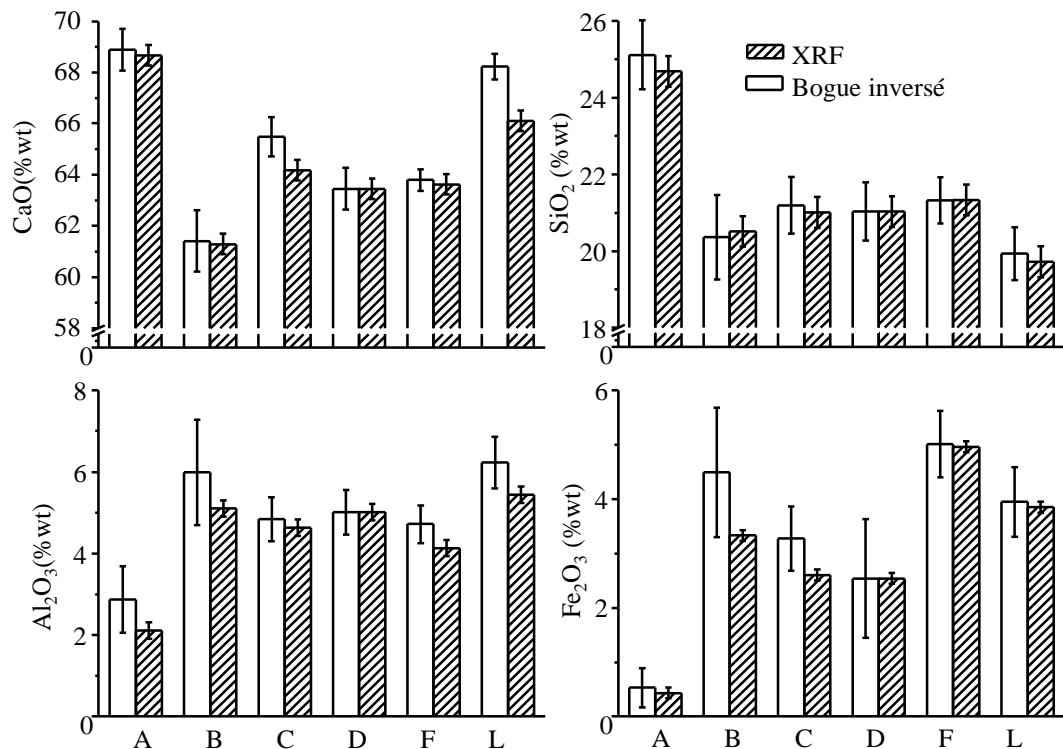 70
68
66
64
62
60
58
0
CaO(%wt)
26
24
22
20
18
0
SiO₂ (%wt)
XRF
Bogue inversé
8
6
4
2
0
Al₂O₃(%wt)
A B C D F L
6
4
2
0
Fe₂O₃ (%wt)
A B C D F L